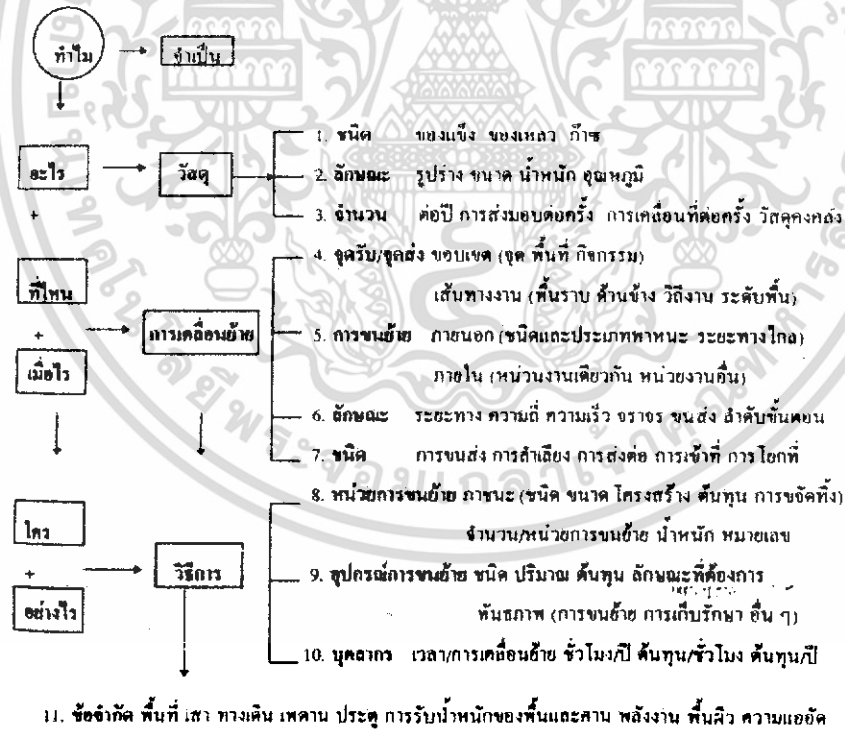 ทำไม จำเป็น
1. ชนิด ของแข็ง ของเหลว ก๊าซ
อะไร วัสดุ 2. ลักษณะ รูปร่าง ขนาด น้ำหนัก อุณหภูมิ
+ 3. จำนวน ต่อปี การส่งมอบต่อครั้ง การเคลื่อนที่ต่อครั้ง วัสดุคงคลัง
4. จุดรับ/จุดส่ง ขอบเขต (จุด พื้นที่ กิจกรรม)
ที่ไหน เส้นทางงาน (พื้นราบ ด้านข้าง วิถีงาน ระดับพื้น)
+ การเคลื่อนย้าย 5. การขนย้าย ภายนอก (ชนิดและประเภทพาหนะ ระยะทางไกล)
เมื่อไร ภายใน (หน่วนงานเดียวกัน หน่วยงานอื่น)
6. ลักษณะ ระยะทาง ความถี่ ความเร็ว จราจร ขนส่ง ลำดับขั้นตอน
7. ชนิด การขนส่ง การลำเลียง การส่งต่อ การเข้าที่ การโยกที่
8. หน่วยการขนย้าย ภาชนะ (ชนิด ขนาด โครงสร้าง ต้นทุน การขจัดทิ้ง)
ใคร จำนวน/หน่วยการขนย้าย น้ำหนัก หมายเลข
+ วิธีการ 9. อุปกรณ์การขนย้าย ชนิด ปริมาณ ต้นทุน ลักษณะที่ต้องการ
อย่างไร พันธภาพ (การขนย้าย การเก็บรักษา อื่น ๆ)
10. บุคลากร เวลา/การเคลื่อนย้าย ชั่วโมง/ปี ต้นทุน/ชั่วโมง ต้นทุน/ปี
11. ข้อจำกัด พื้นที่ เสา ทางเดิน เพดาน ประตู การรับน้ำหนักของพื้นและคาน พลังงาน พื้นผิว ความแออัด